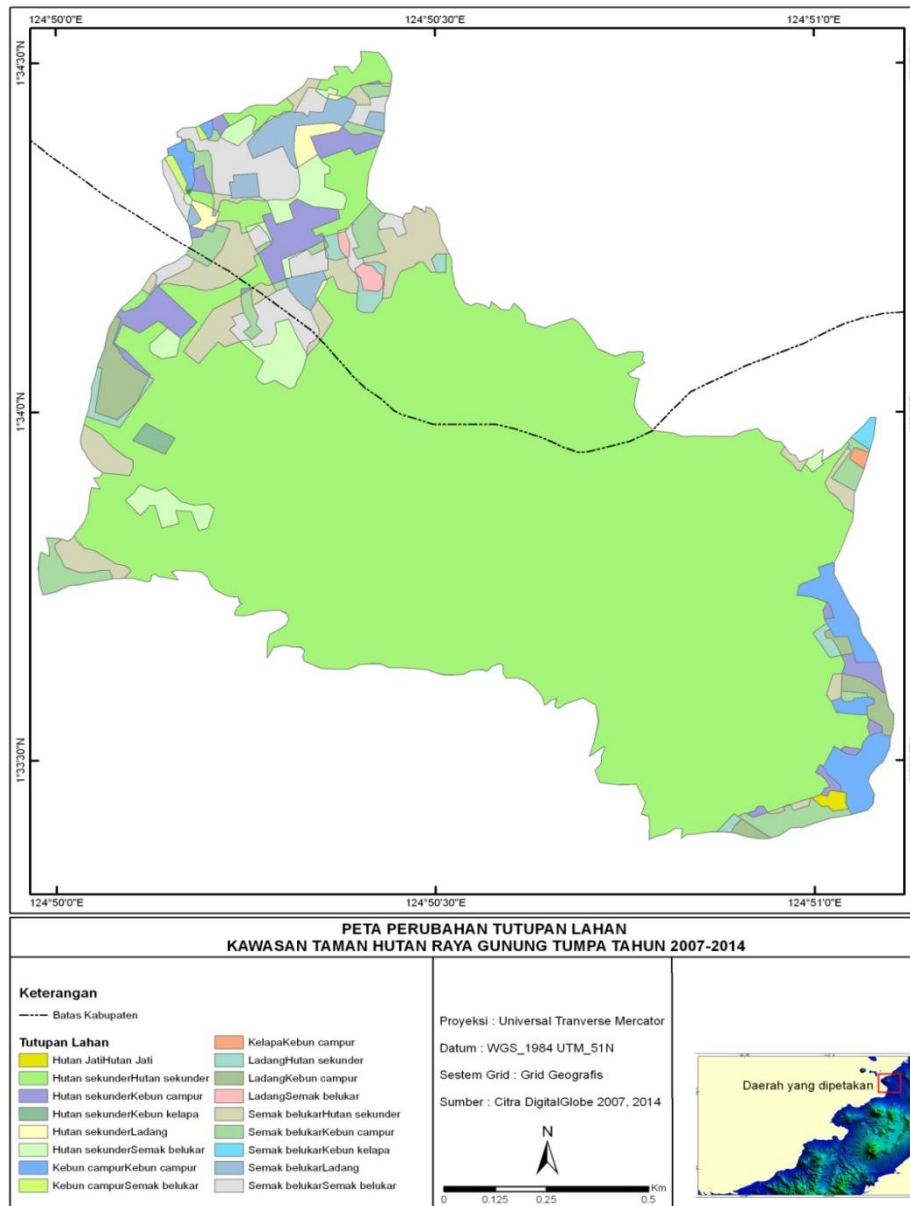 124°50'0"E 124°50'30"E 124°51'0"E
1°34'0"N
1°33'0"N
124°50'0"E 124°50'30"E 124°51'0"E
PETA PERUBAHAN TUTUPAN LAHAN
KAWASAN TAMAN HUTAN RAYA GUNUNG TUMPA TAHUN 2007-2014
Keterangan
Batas Kabupaten
Tutupan Lahan
Hutan JatiHutan Jati
Hutan sekunderHutan sekunder
Hutan sekunderKebun campur
Hutan sekunderKebun kelapa
Hutan sekunderLadang
Hutan sekunderSemak belukar
Kebun campurKebun campur
Kebun campurSemak belukar
KelapaKebun campur
LadangHutan sekunder
LadangKebun campur
LadangSemak belukar
Semak belukarHutan sekunder
Semak belukarKebun campur
Semak belukarKebun kelapa
Semak belukarLadang
Semak belukarSemak belukar
Proyeksi : Universal Tranverse Mercator
Datum : WGS_1984 UTM_51N
Sestem Grid : Grid Geografis
Sumber : Citra DigitalGlobe 2007, 2014
N
Km
0 0.125 0.25 0.5
Daerah yang dipetakan